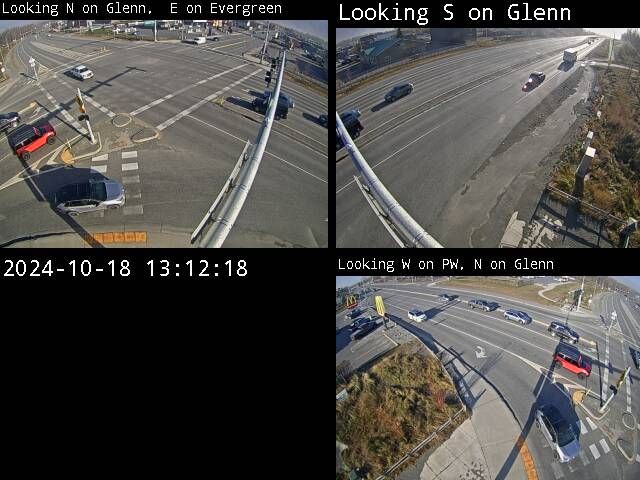 Looking N on Glenn,  E on Evergreen
Looking S on Glenn
2024-10-18 13:12:18
Looking W on PW, N on Glenn